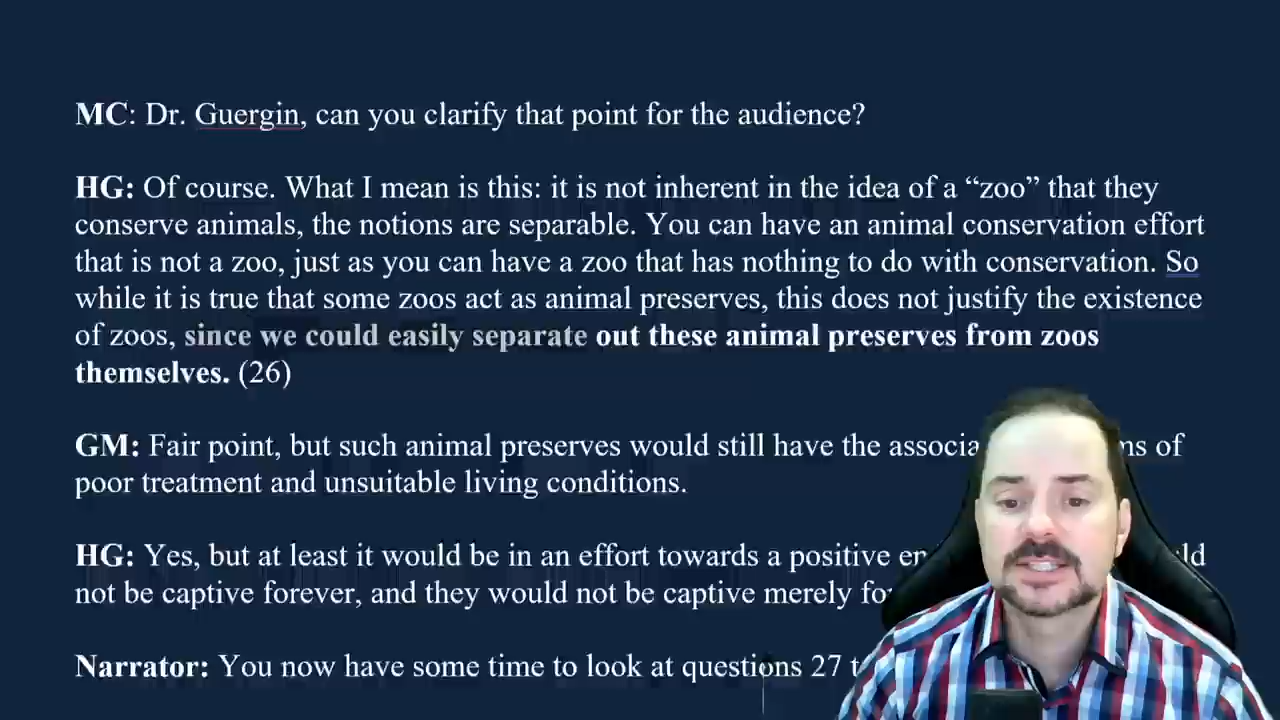 MC: Dr. Guergin, can you clarify that point for the audience?
HG: Of course. What I mean is this: it is not inherent in the idea of a “zoo” that they
conserve animals, the notions are separable. You can have an animal conservation effort
that is not a zoo, just as you can have a zoo that has nothing to do with conservation. So
while it is true that some zoos act as animal preserves, this does not justify the existence
of zoos, since we could easily separate out these animal preserves from zoos
themselves. (26)
GM: Fair point, but such animal preserves would still have the of
poor treatment and unsuitable living conditions.
HG: Yes, but at least it would be in an effort towards a positive
not be captive forever, and they would not be captive merely
Narrator: You now have some time to look at questions 27